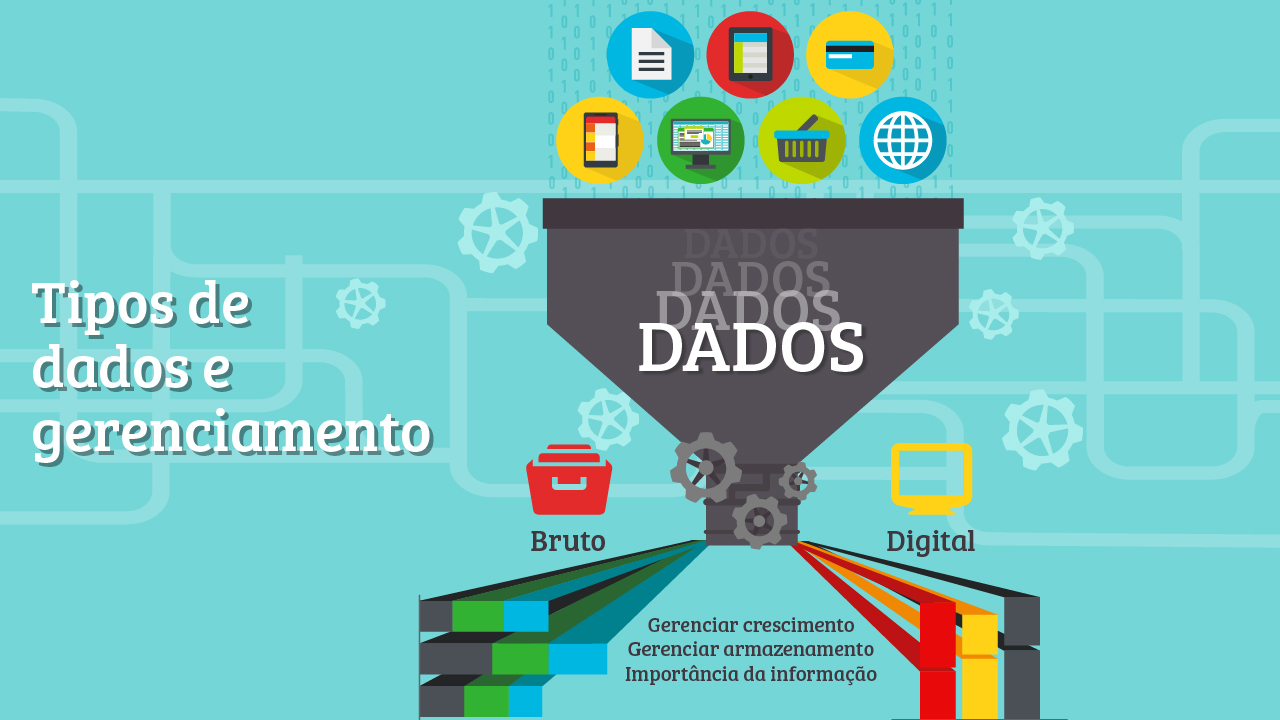 Tipos de
dados e
gerenciamento
DADOS
DADOS
DADOS
DADOS
Bruto
Digital
Gerenciar crescimento
Gerenciar armazenamento
Importância da informação